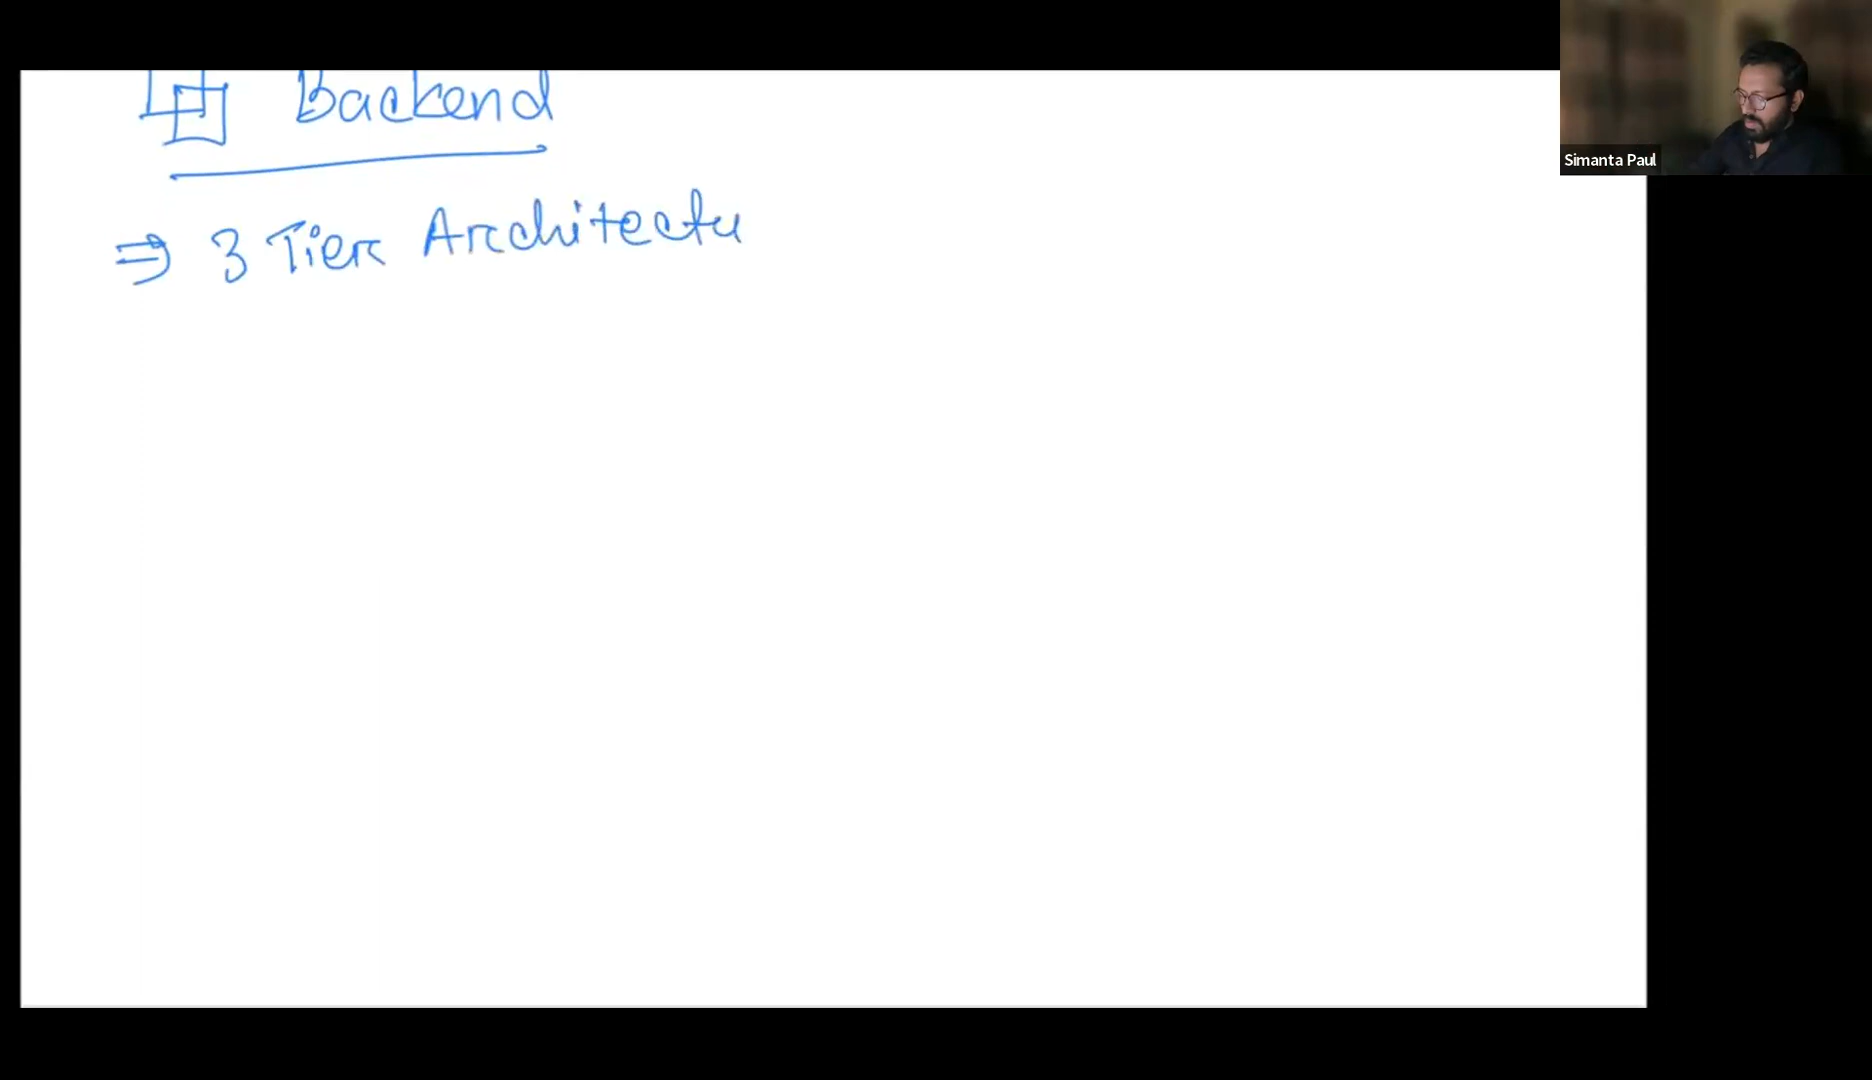 Backend
⇒ 3 Tier Architectu
Simanta Paul